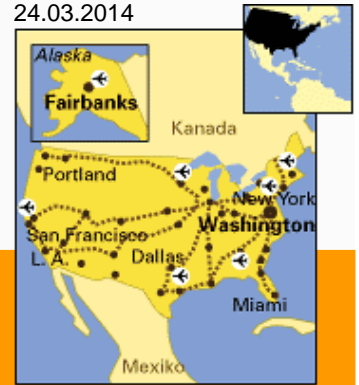 24.03.2014
Alaska
Fairbanks
Kanada
Portland
New York
Washington
San Francisco
L. A.
Dallas
Miami
Mexiko